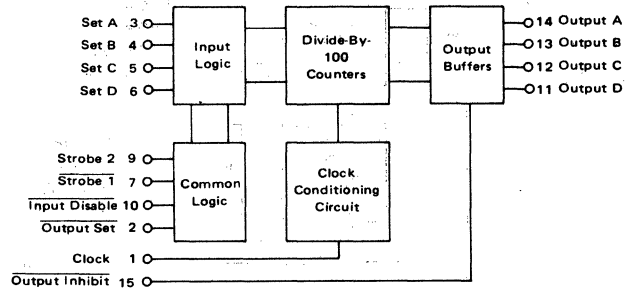 Set A 3
Set B 4
Set C 5
Set D 6
Input
Logic
Divide-By-
100
Counters
Output
Buffers
14 Output A
13 Output B
12 Output C
11 Output D
Strobe 2 9
Strobe 1 7
Input Disable 10
Output Set 2
Common
Logic
Clock
Conditioning
Circuit
Clock 1
Output Inhibit 15